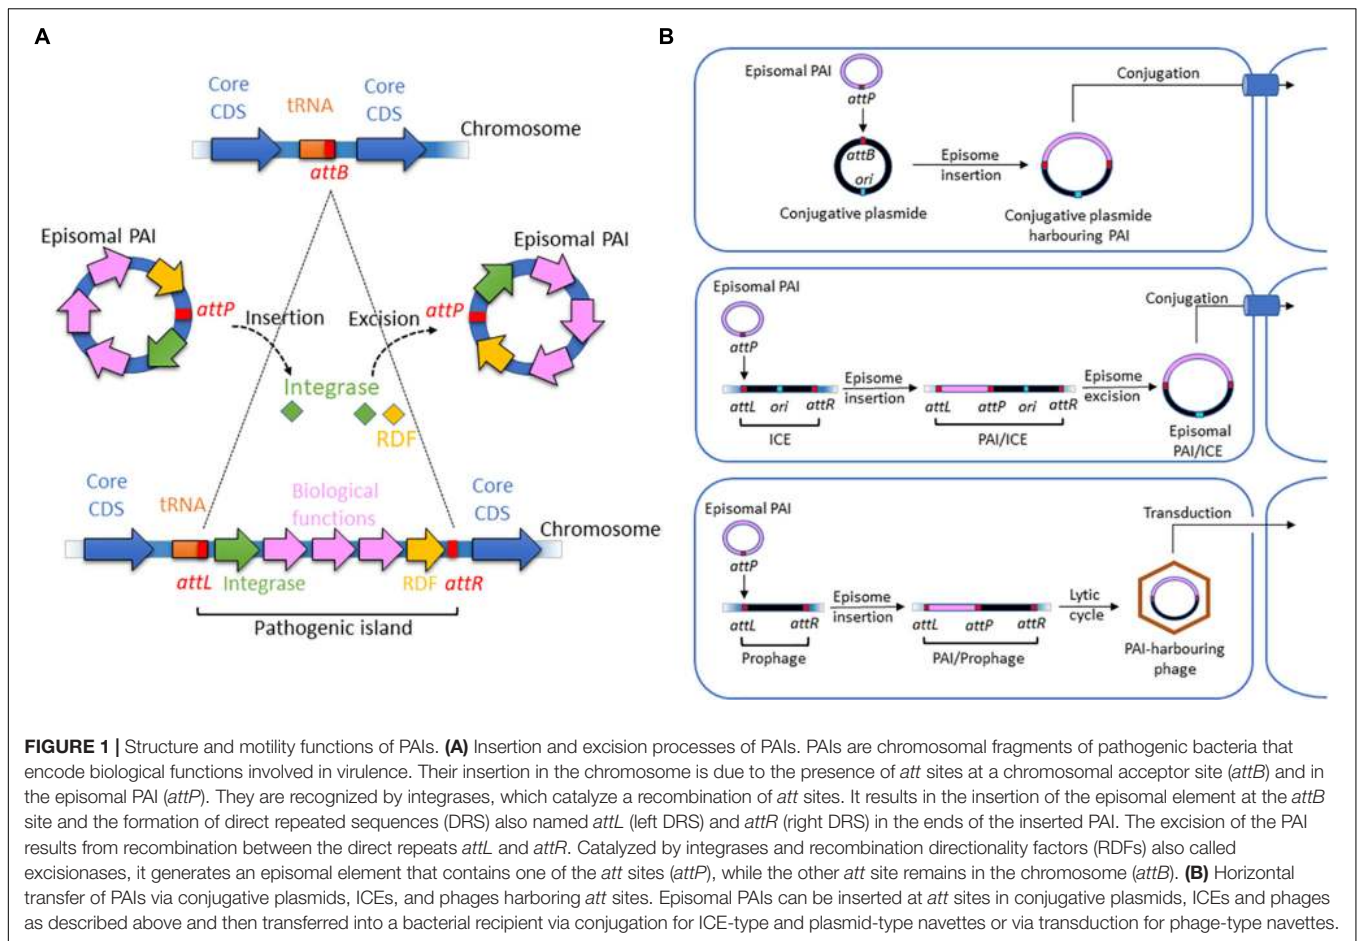 A
Core
CDS
tRNA
Core
CDS
Chromosome
attB
Episomal PAI
attP
Insertion
Excision
Episomal PAI
attP
Integrase
RDF
Core
CDS
tRNA
Biological
functions
Core
CDS
Chromosome
attL
Integrase
RDF
attR
Pathogenic island
B
Episomal PAI
attP
attB
ori
Conjugative plasmide
Episome
insertion
Conjugative plasmide
harbouring PAI
Conjugation
Episomal PAI
attP
attL
ori
attR
ICE
Episome
insertion
attL
attP
ori
attR
PAI/ICE
Episome
excision
Episomal
PAI/ICE
Conjugation
Episomal PAI
attP
attL
attR
Prophage
Episome
insertion
attL
attP
attR
PAI/Prophage
Lytic
cycle
PAI-harbouring
phage
Transduction
FIGURE 1 | Structure and motility functions of PAIs. (A) Insertion and excision processes of PAIs. PAIs are chromosomal fragments of pathogenic bacteria that
encode biological functions involved in virulence. Their insertion in the chromosome is due to the presence of att sites at a chromosomal acceptor site (attB) and in
the episomal PAI (attP). They are recognized by integrases, which catalyze a recombination of att sites. It results in the insertion of the episomal element at the attB
site and the formation of direct repeated sequences (DRS) also named attL (left DRS) and attR (right DRS) in the ends of the inserted PAI. The excision of the PAI
results from recombination between the direct repeats attL and attR. Catalyzed by integrases and recombination directionality factors (RDFs) also called
excisionases, it generates an episomal element that contains one of the att sites (attP), while the other att site remains in the chromosome (attB). (B) Horizontal
transfer of PAIs via conjugative plasmids, ICEs, and phages harboring att sites. Episomal PAIs can be inserted at att sites in conjugative plasmids, ICEs and phages
as described above and then transferred into a bacterial recipient via conjugation for ICE-type and plasmid-type navettes or via transduction for phage-type navettes.